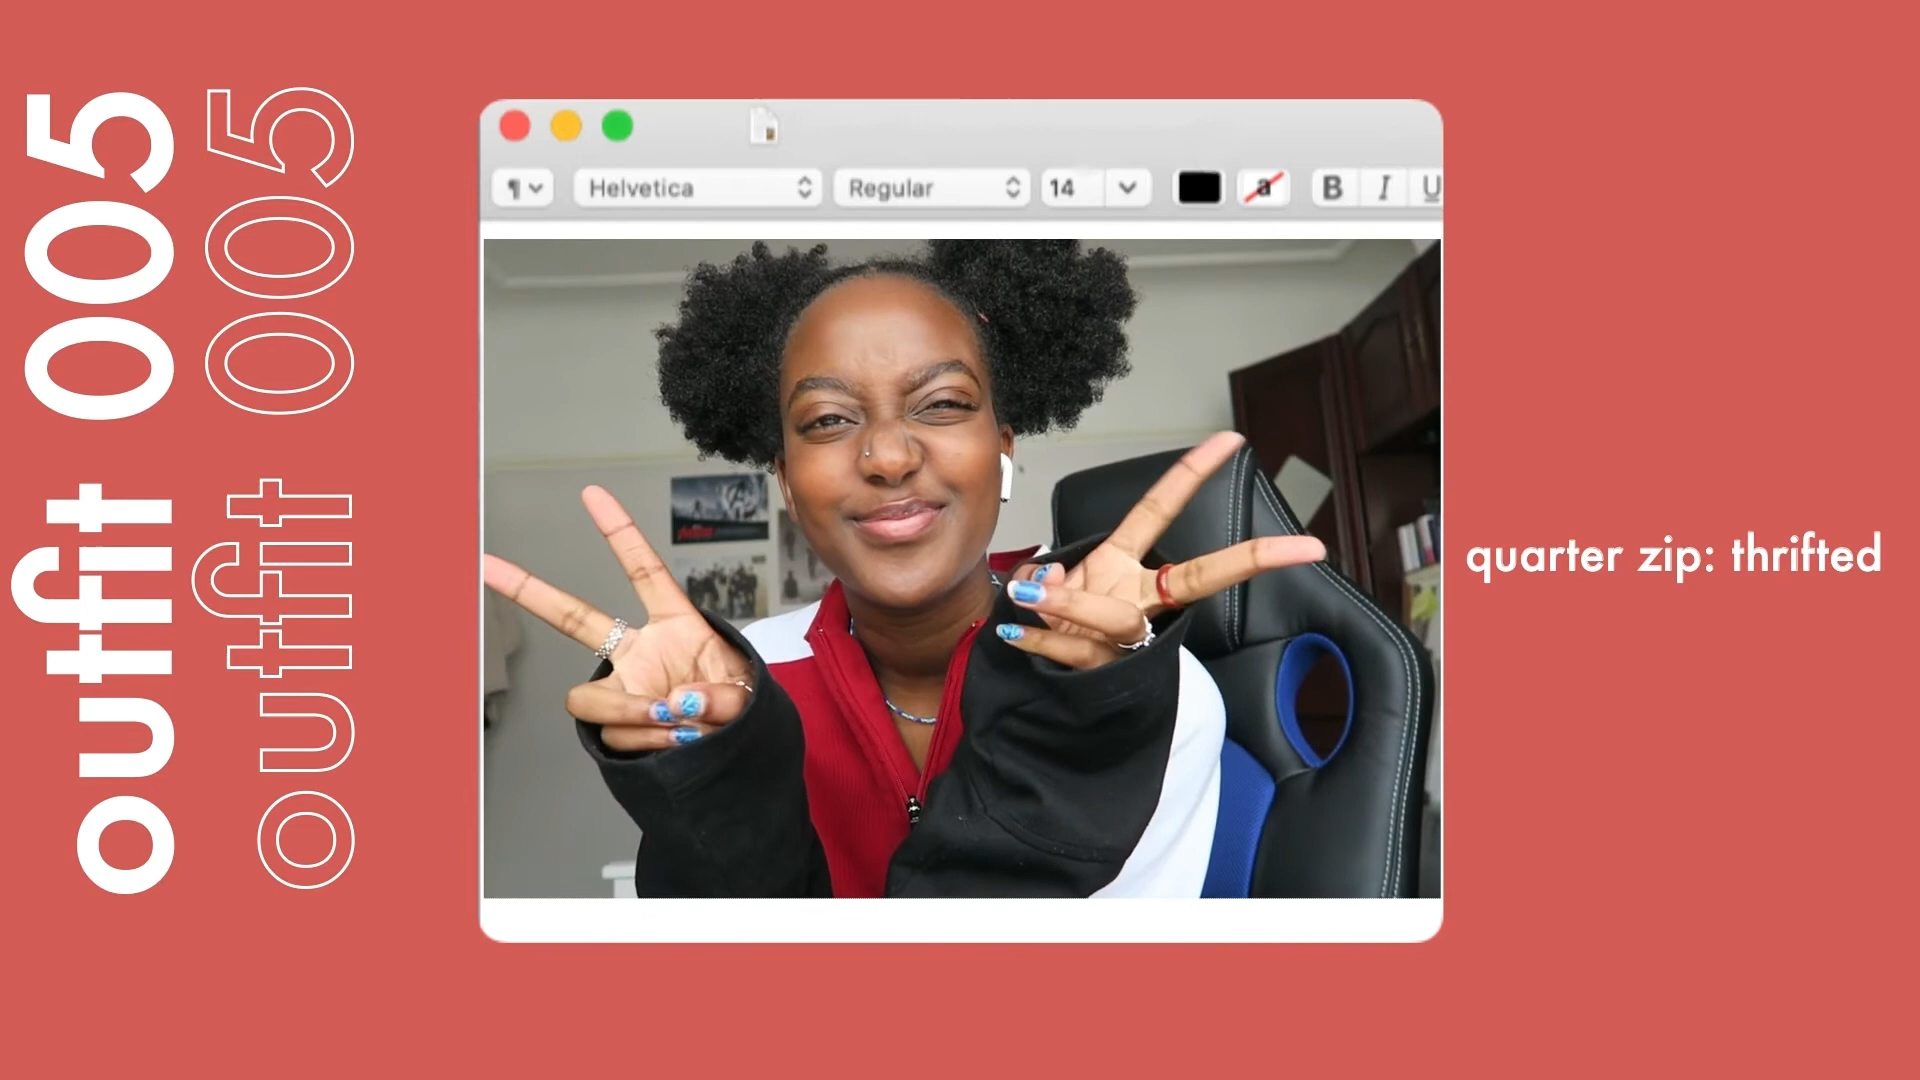 outfit 005
outfit 005
Helvetica
Regular
14
a
B I U
quarter zip: thrifted